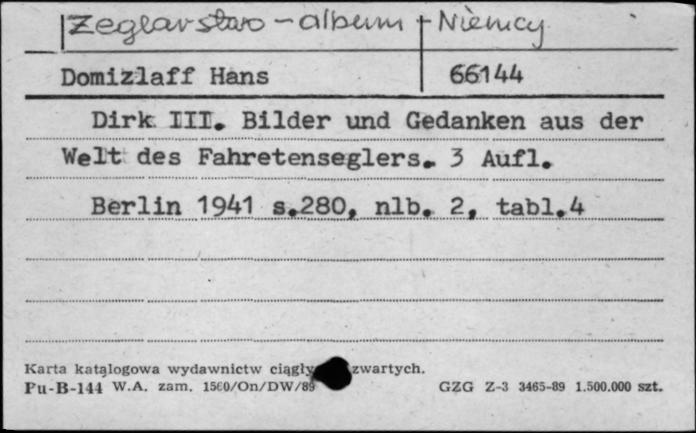 Żeglarstwo - album - Niemcy
Domizlaff Hans 66144
Dirk III. Bilder und Gedanken aus der
Welt des Fahretenseglers. 3 Aufl.
Berlin 1941 s.280, nlb. 2, tabl.4
Karta katalogowa wydawnictw ciągły zwartych.
Pu-B-144 W.A. zam. 1560/On/DW/89 GZG Z-3 3465-89 1.500.000 szt.